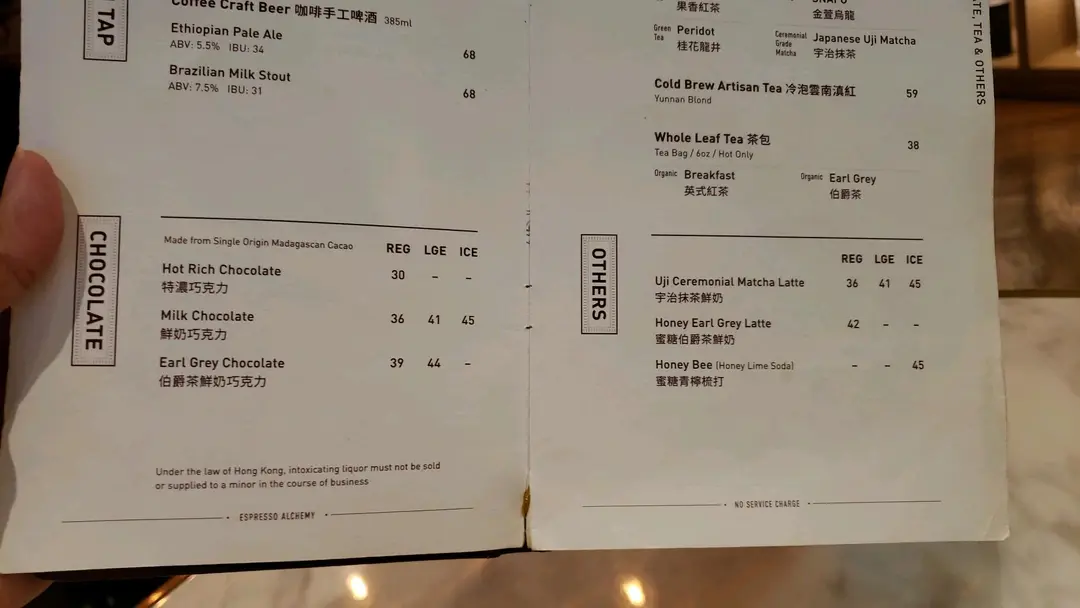 TAP
Coffee Craft Beer 咖啡手工啤酒 385ml
Ethiopian Pale Ale
ABV: 5.5% IBU: 34
68
Brazilian Milk Stout
ABV: 7.5% IBU: 31
68
CHOCOLATE
Made from Single Origin Madagascan Cacao REG LGE ICE
Hot Rich Chocolate 30 – –
特濃巧克力
Milk Chocolate 36 41 45
鮮奶巧克力
Earl Grey Chocolate 39 44 –
伯爵茶鮮奶巧克力
Under the law of Hong Kong, intoxicating liquor must not be sold
or supplied to a minor in the course of business
ESPRESSO ALCHEMY
果香紅茶
金萱烏龍
Green Tea Peridot
桂花龍井
Ceremonial Grade Matcha Japanese Uji Matcha
宇治抹茶
Cold Brew Artisan Tea 冷泡雲南滇紅 59
Yunnan Blond
Whole Leaf Tea 茶包 38
Tea Bag / 6oz / Hot Only
Organic Breakfast
英式紅茶
Organic Earl Grey
伯爵茶
TEA & OTHERS
OTHERS
REG LGE ICE
Uji Ceremonial Matcha Latte 36 41 45
宇治抹茶鮮奶
Honey Earl Grey Latte 42 – –
蜜糖伯爵茶鮮奶
Honey Bee (Honey Lime Soda) – – 45
蜜糖青檸梳打
NO SERVICE CHARGE